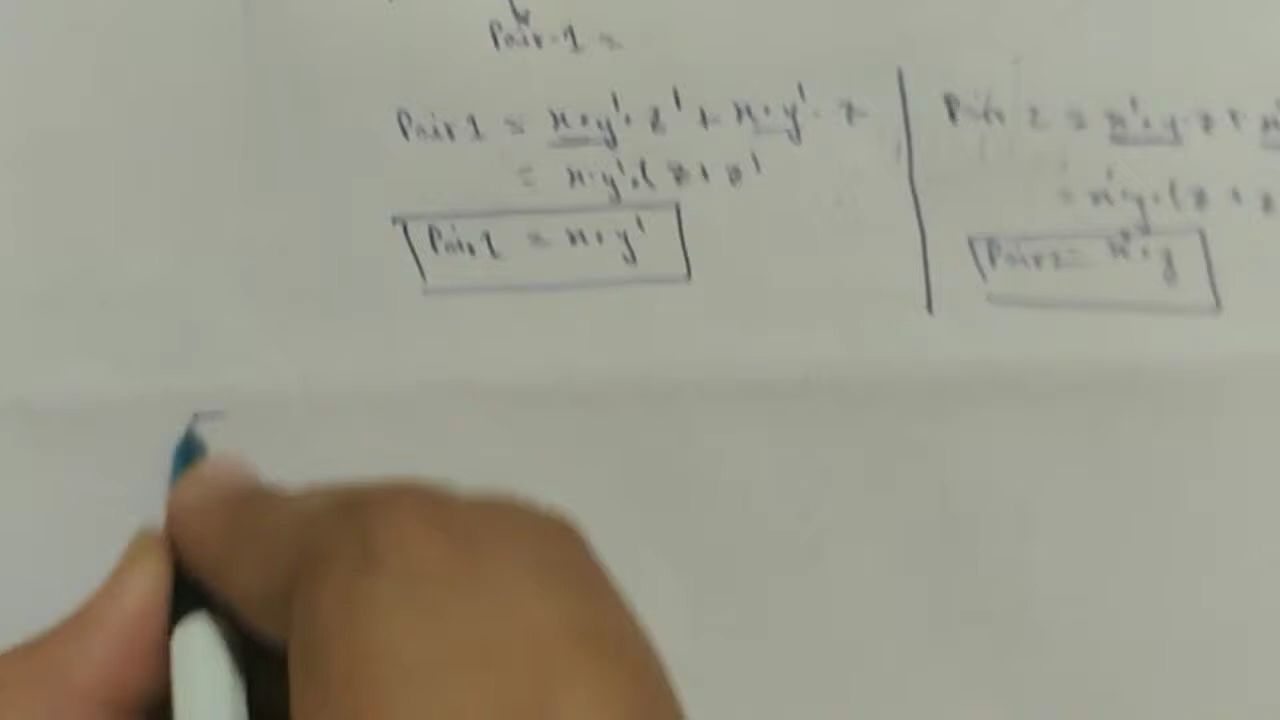 Pair-1 =
Pair 1 = x·y'·z' + x·y'·z
= x·y'·(z+z'
Pair 1 = x·y'
Pair 2 = x'·y·z +
= x'·y·(z +
Pair 2 = x'·y